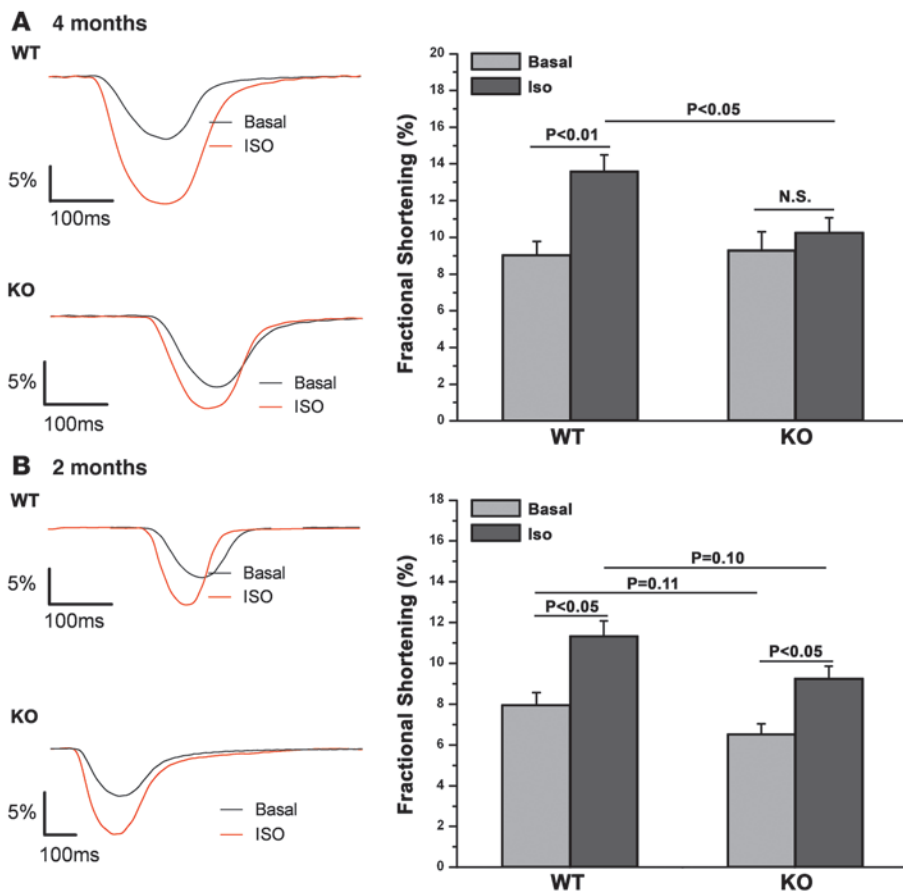 A 4 months
WT
Basal
ISO
5%
100ms
KO
Basal
ISO
5%
100ms
Fractional Shortening (%)
20
18
16
14
12
10
8
6
4
2
0
Basal
Iso
P<0.05
P<0.01
N.S.
WT KO
B 2 months
WT
Basal
ISO
5%
100ms
KO
Basal
ISO
5%
100ms
Fractional Shortening (%)
18
16
14
12
10
8
6
4
2
0
Basal
Iso
P=0.10
P=0.11
P<0.05
P<0.05
WT KO